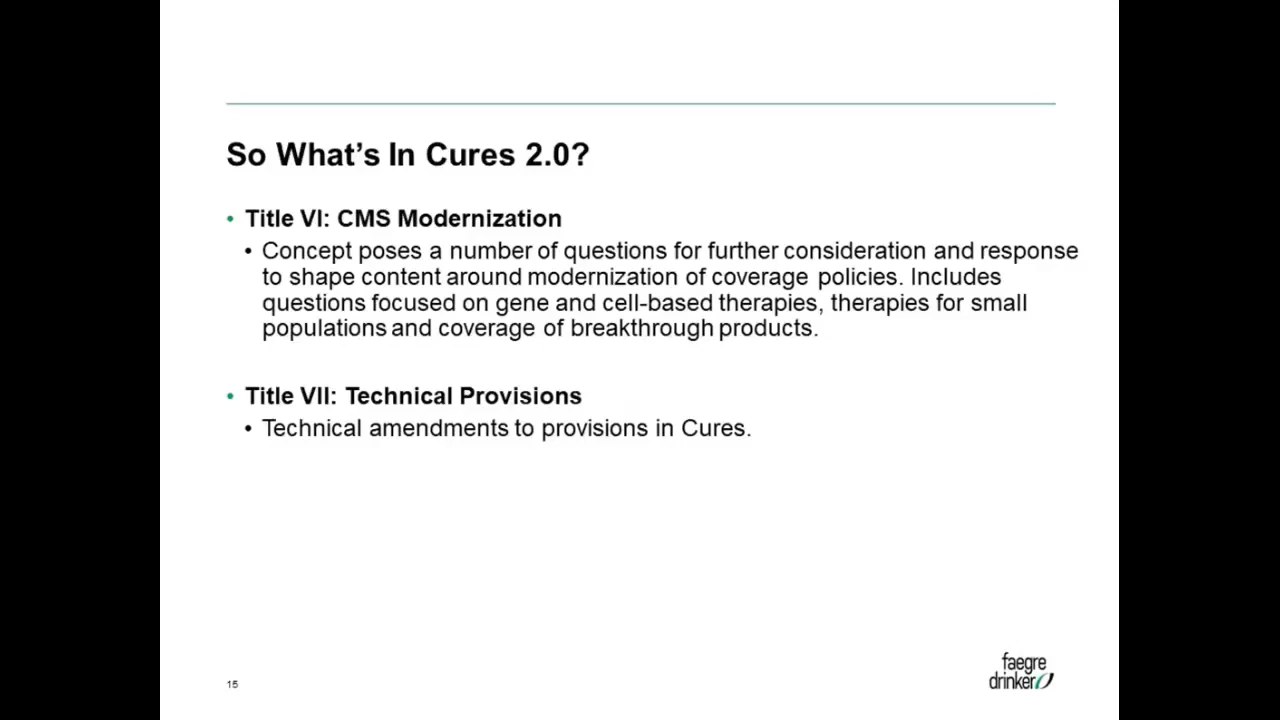 So What's In Cures 2.0?
• Title VI: CMS Modernization
• Concept poses a number of questions for further consideration and response
to shape content around modernization of coverage policies. Includes
questions focused on gene and cell-based therapies, therapies for small
populations and coverage of breakthrough products.
• Title VII: Technical Provisions
• Technical amendments to provisions in Cures.
15
faegre
drinker